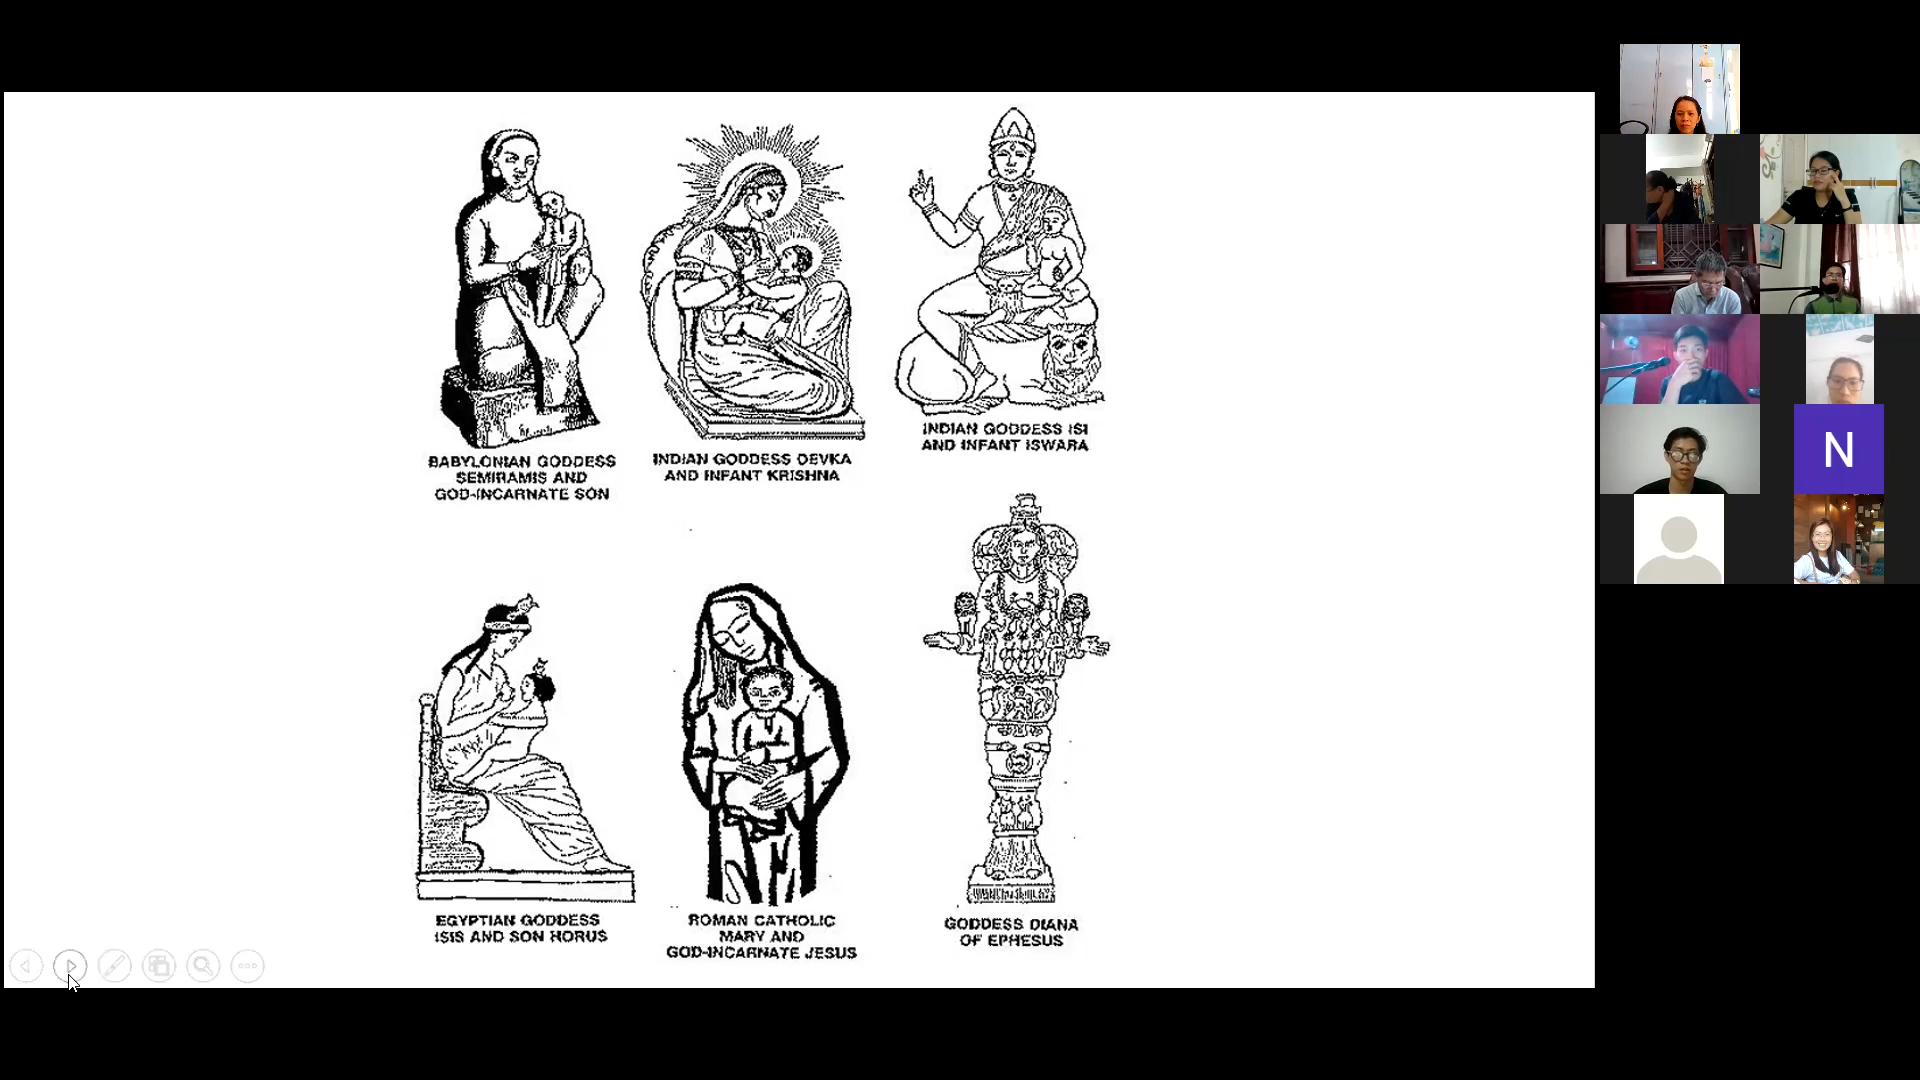 BABYLONIAN GODDESS
SEMIRAMIS AND
GOD-INCARNATE SON
INDIAN GODDESS DEVKA
AND INFANT KRISHNA
INDIAN GODDESS ISI
AND INFANT ISWARA
EGYPTIAN GODDESS
ISIS AND SON HORUS
ROMAN CATHOLIC
MARY AND
GOD-INCARNATE JESUS
GODDESS DIANA
OF EPHESUS
N